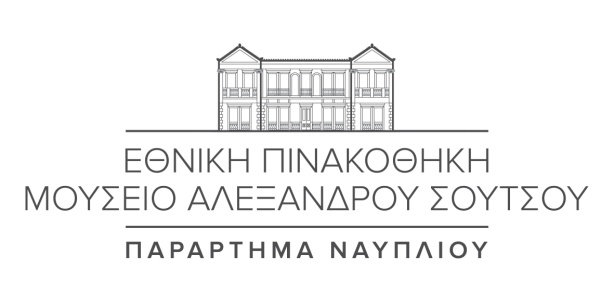 ΕΘΝΙΚΗ ΠΙΝΑΚΟΘΗΚΗ
ΜΟΥΣΕΙΟ ΑΛΕΞΑΝΔΡΟΥ ΣΟΥΤΣΟΥ
ΠΑΡΑΡΤΗΜΑ ΝΑΥΠΛΙΟΥ